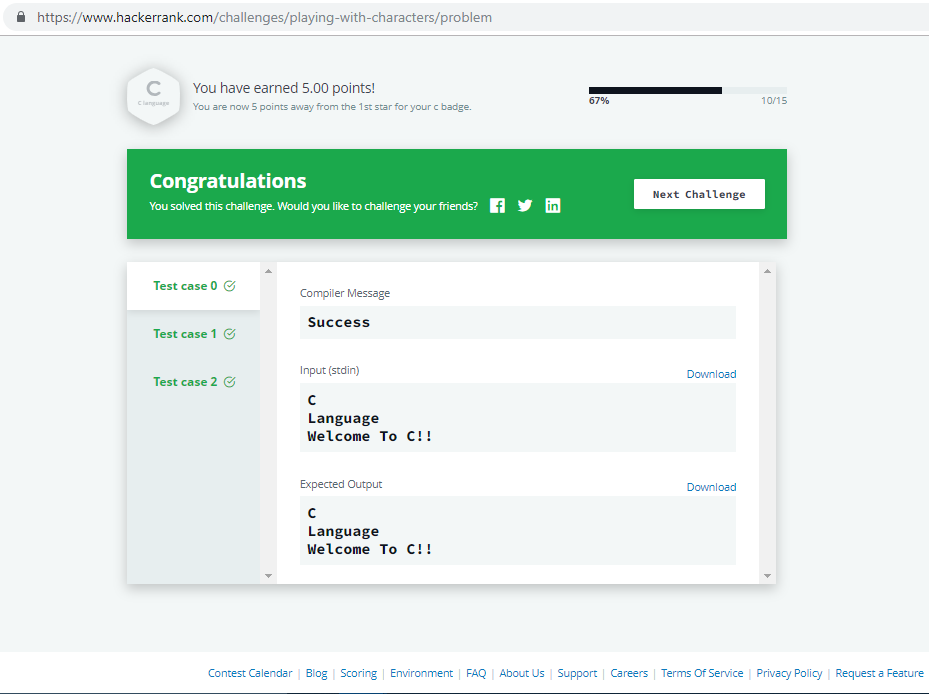 https://www.hackerrank.com/challenges/playing-with-characters/problem
C
C language
You have earned 5.00 points!
You are now 5 points away from the 1st star for your c badge.
67%
10/15
Congratulations
You solved this challenge. Would you like to challenge your friends?
Next Challenge
Test case 0
Test case 1
Test case 2
Compiler Message
Success
Input (stdin)
Download
C
Language
Welcome To C!!
Expected Output
Download
C
Language
Welcome To C!!
Contest Calendar | Blog | Scoring | Environment | FAQ | About Us | Support | Careers | Terms Of Service | Privacy Policy | Request a Feature